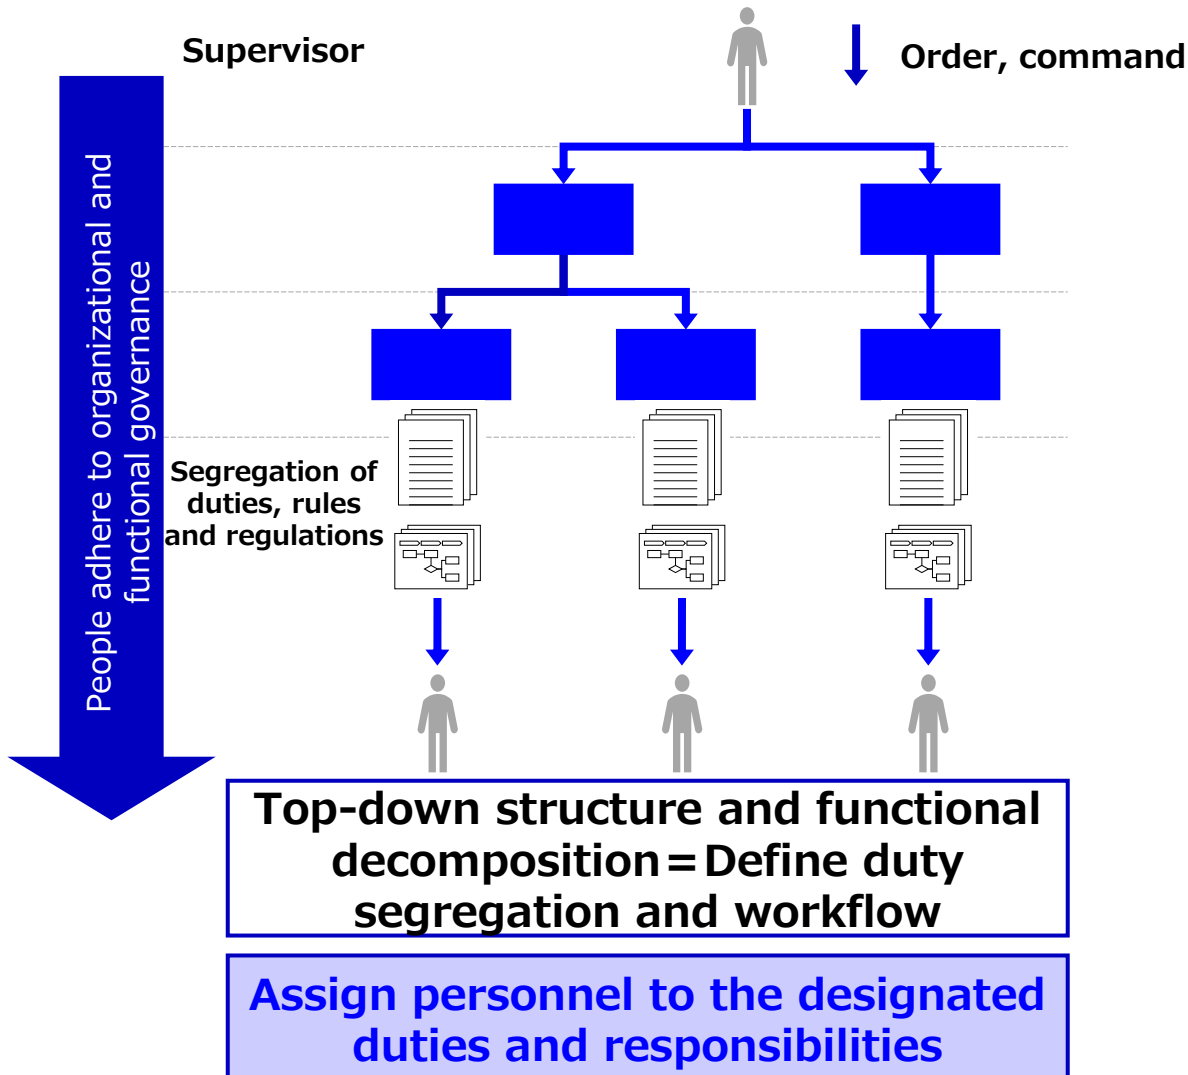 Supervisor
Order, command
People adhere to organizational and
functional governance
Segregation of
duties, rules
and regulations
Top-down structure and functional
decomposition=Define duty
segregation and workflow
Assign personnel to the designated
duties and responsibilities